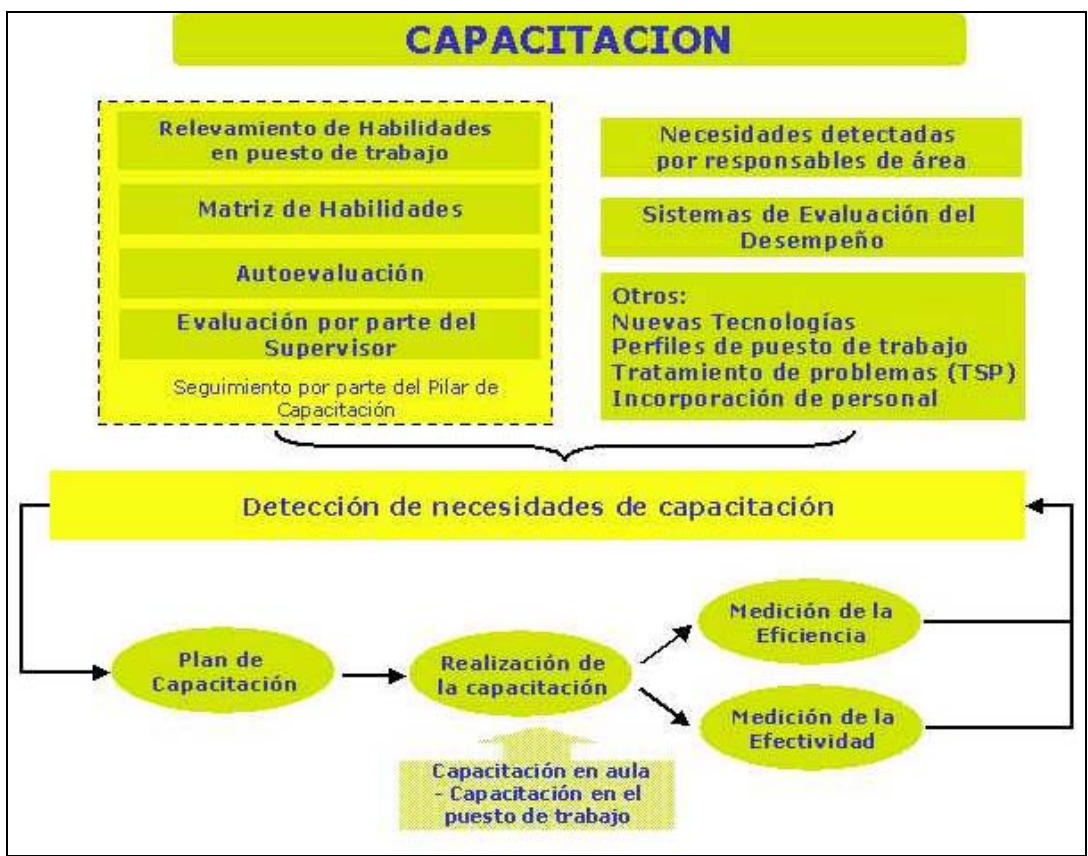 CAPACITACION
Relevamiento de Habilidades
en puesto de trabajo
Matriz de Habilidades
Autoevaluación
Evaluación por parte del
Supervisor
Seguimiento por parte del Pilar de
Capacitación
Necesidades detectadas
por responsables de área
Sistemas de Evaluación del
Desempeño
Otros:
Nuevas Tecnologías
Perfiles de puesto de trabajo
Tratamiento de problemas (TSP)
Incorporación de personal
Detección de necesidades de capacitación
Plan de
Capacitación
Realización de
la capacitación
Medición de la
Eficiencia
Medición de la
Efectividad
Capacitación en aula
- Capacitación en el
puesto de trabajo